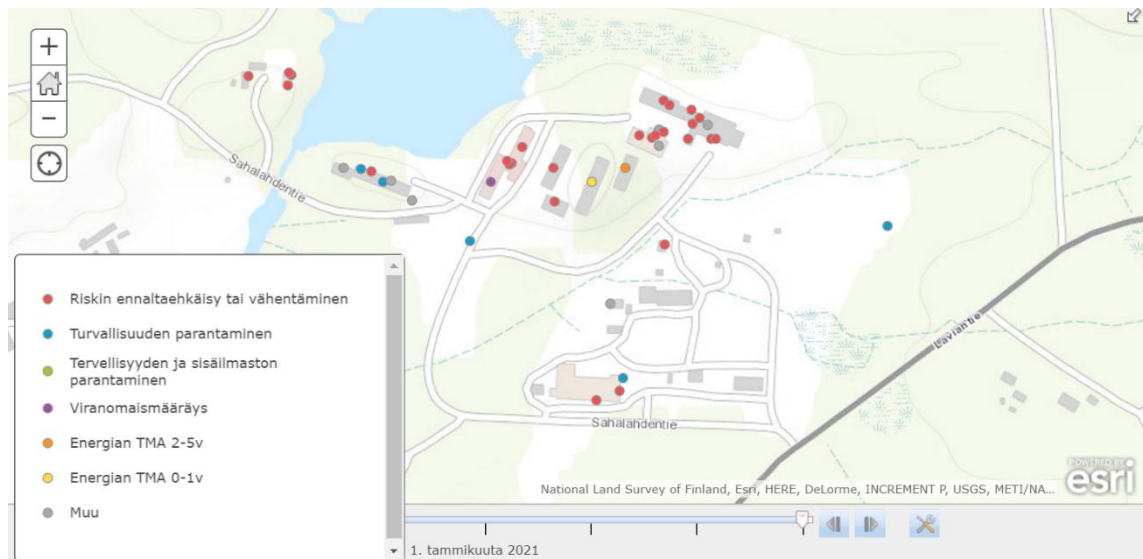 Sahalahdentie
Laviantie
Riskin ennaltaehkäisy tai vähentäminen
Turvallisuuden parantaminen
Tervellisyyden ja sisäilmaston
parantaminen
Viranomaismääräys
Energian TMA 2-5v
Energian TMA 0-1v
Muu
Sahalahdentie
POWERED BY
esri
National Land Survey of Finland, Esri, HERE, DeLorme, INCREMENT P, USGS, METI/NA...
1. tammikuuta 2021